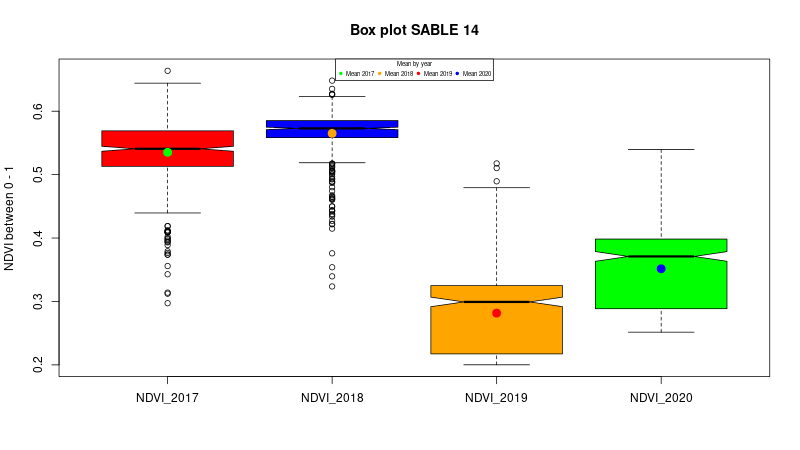 Box plot SABLE 14
Mean by year
Mean 2017 Mean 2018 Mean 2019 Mean 2020
NDVI between 0 - 1
0.6
0.5
0.4
0.3
0.2
NDVI_2017 NDVI_2018 NDVI_2019 NDVI_2020